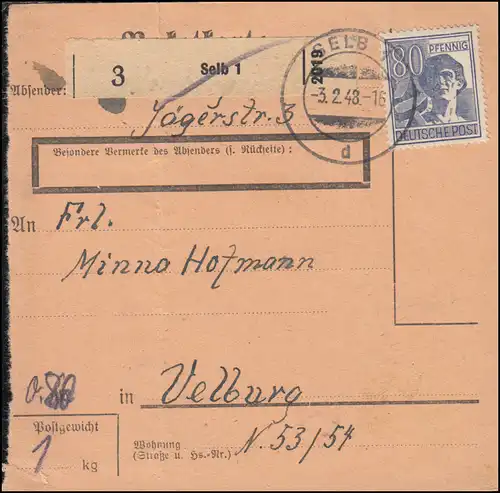 3 Selb 1 2019
SELB
-3.2.48.-16
d
80 PFENNIG
DEUTSCHE POST
Absender:
Jägerstr. 3
Besondere Vermerke des Absenders (s. Rückseite):
An Frl.
Minna Hofmann
in Velburg
Postgewicht
1 kg
Wohnung
(Straße u. Hs.-Nr.)
N. 53/54